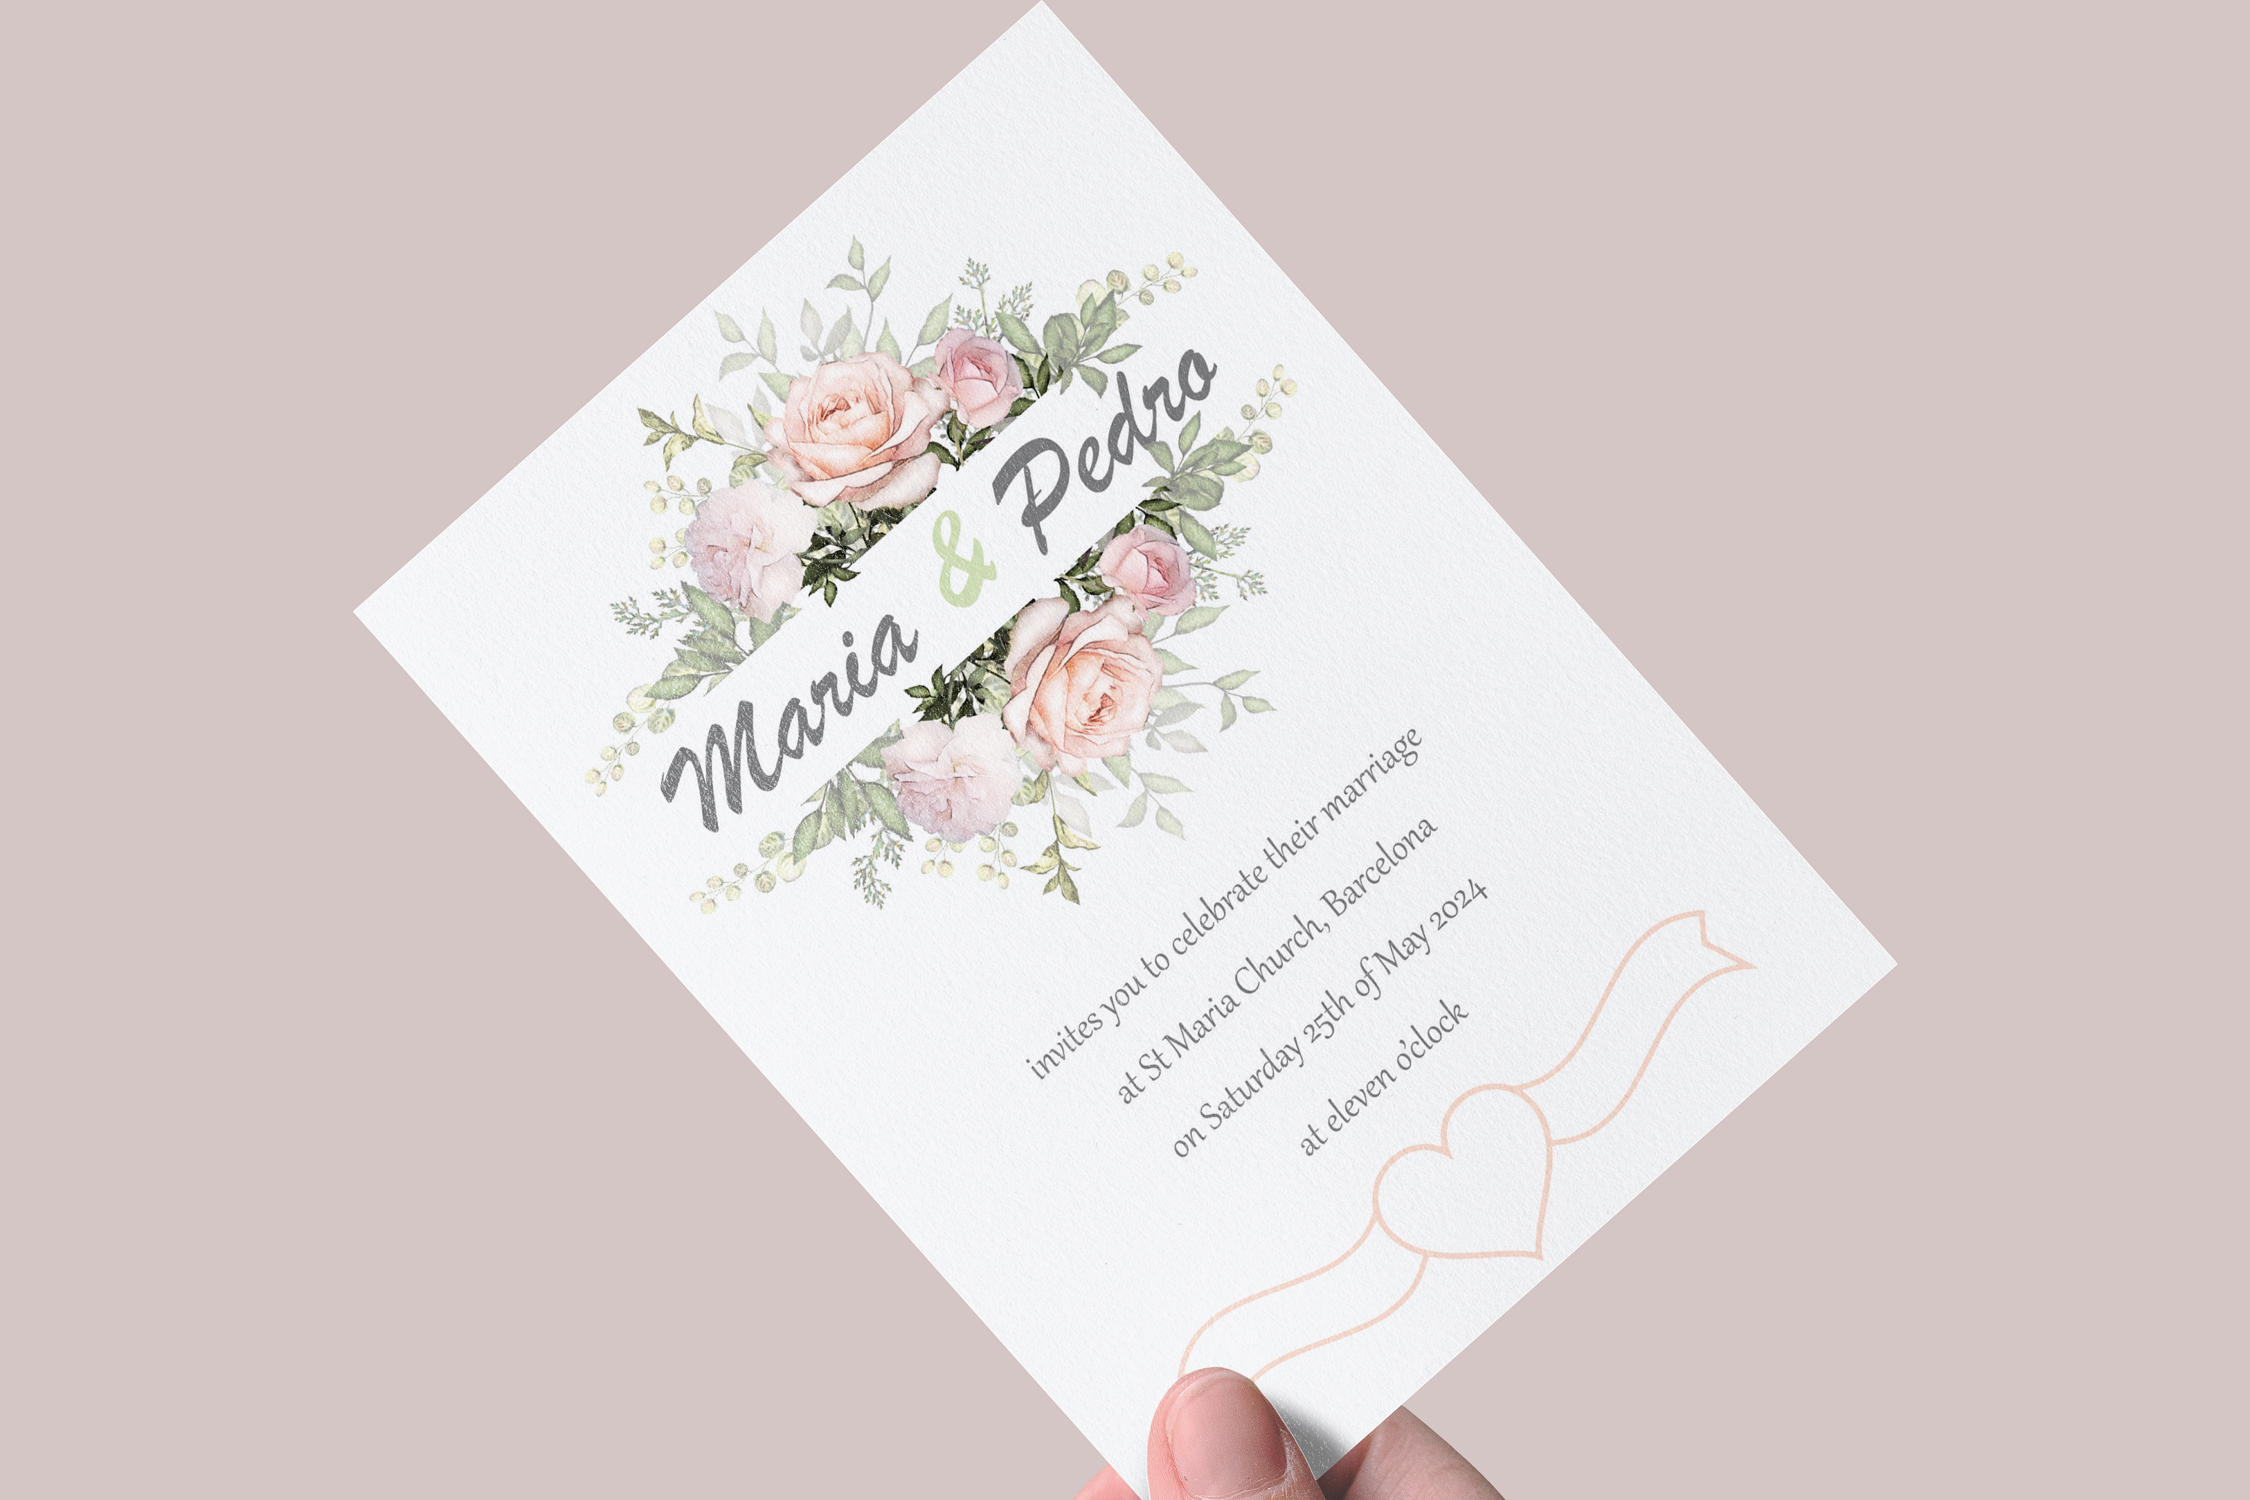 Maria & Pedro
invites you to celebrate their marriage
at St Maria Church, Barcelona
on Saturday 25th of May 2024
at eleven o'clock